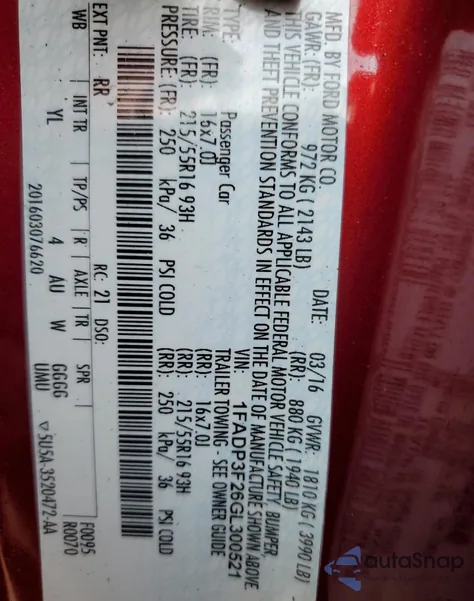 MFD. BY FORD MOTOR CO.
DATE: 03/16 GVWR: 1810 KG ( 3990 LB)
GAWR: (FR): 972 KG ( 2143 LB) (RR): 880 KG ( 1940 LB)
THIS VEHICLE CONFORMS TO ALL APPLICABLE FEDERAL MOTOR VEHICLE SAFETY, BUMPER,
AND THEFT PREVENTION STANDARDS IN EFFECT ON THE DATE OF MANUFACTURE SHOWN ABOVE
VIN: 1FADP3F26GL300521
TYPE: Passenger Car TRAILER TOWING - SEE OWNER GUIDE
RIM: (FR): 16x7.0J (RR): 16x7.0J
TIRE: (FR): 215/55R16 93H (RR): 215/55R16 93H
PRESSURE: (FR): 250 kPa/ 36 PSI COLD (RR): 250 kPa/ 36 PSI COLD
EXT PNT: RR RC: 21 DSO: F0095
R0070
WB INT TR TP/PS R AXLE TR SPR
YL 4 AU W GGGG
UMU
201603076620 ▽5U5A-3520472-AA
autoSnap